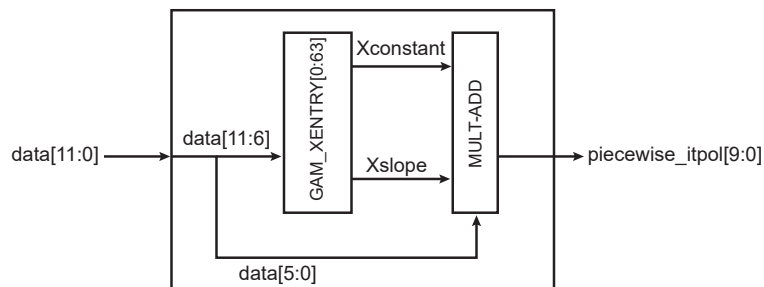 Xconstant
GAM_XENTRY[0:63]
MULT-ADD
data[11:6]
data[11:0]
piecewise_itpol[9:0]
Xslope
data[5:0]